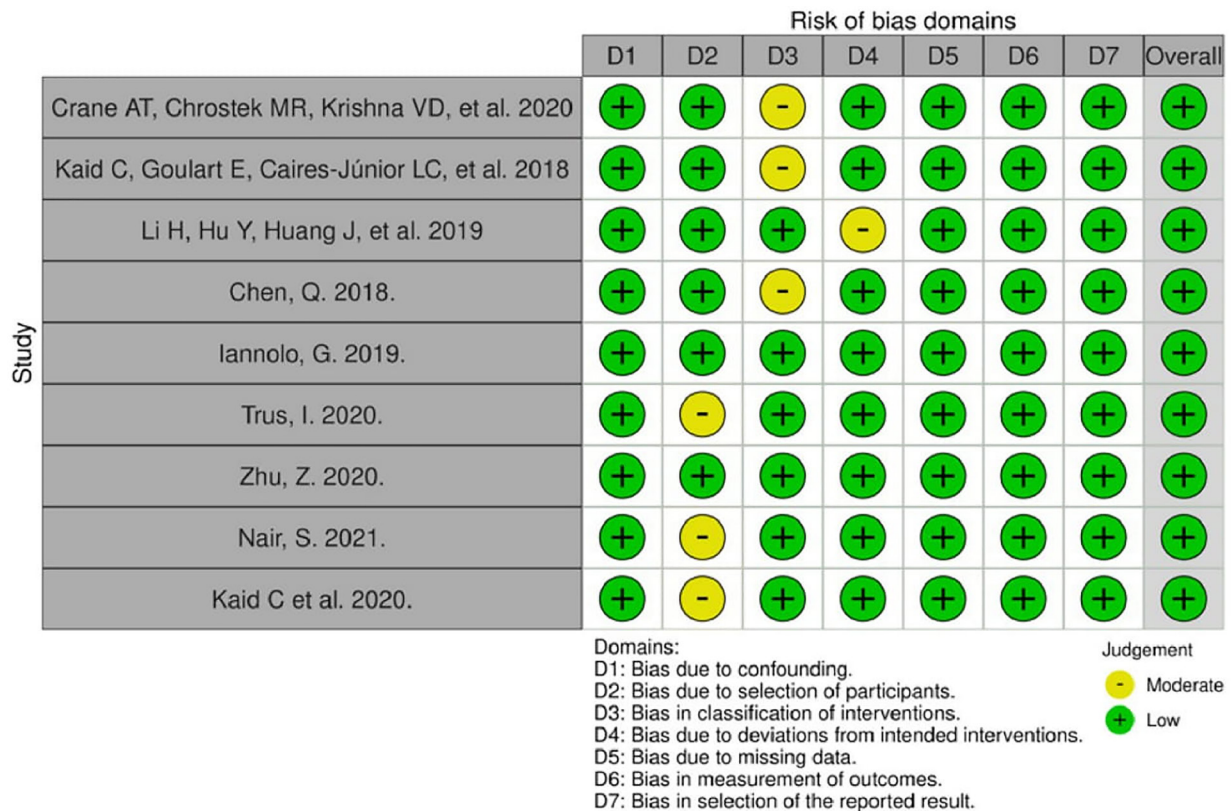 Risk of bias domains
D1 D2 D3 D4 D5 D6 D7 Overall
Study
Crane AT, Chrostek MR, Krishna VD, et al. 2020 + + - + + + + +
Kaid C, Goulart E, Caires-Júnior LC, et al. 2018 + + - + + + + +
Li H, Hu Y, Huang J, et al. 2019 + + + - + + + +
Chen, Q. 2018. + + - + + + + +
Iannolo, G. 2019. + + + + + + + +
Trus, I. 2020. + - + + + + + +
Zhu, Z. 2020. + + + + + + + +
Nair, S. 2021. + - + + + + + +
Kaid C et al. 2020. + - + + + + + +
Domains:
D1: Bias due to confounding.
D2: Bias due to selection of participants.
D3: Bias in classification of interventions.
D4: Bias due to deviations from intended interventions.
D5: Bias due to missing data.
D6: Bias in measurement of outcomes.
D7: Bias in selection of the reported result.
Judgement
- Moderate
+ Low